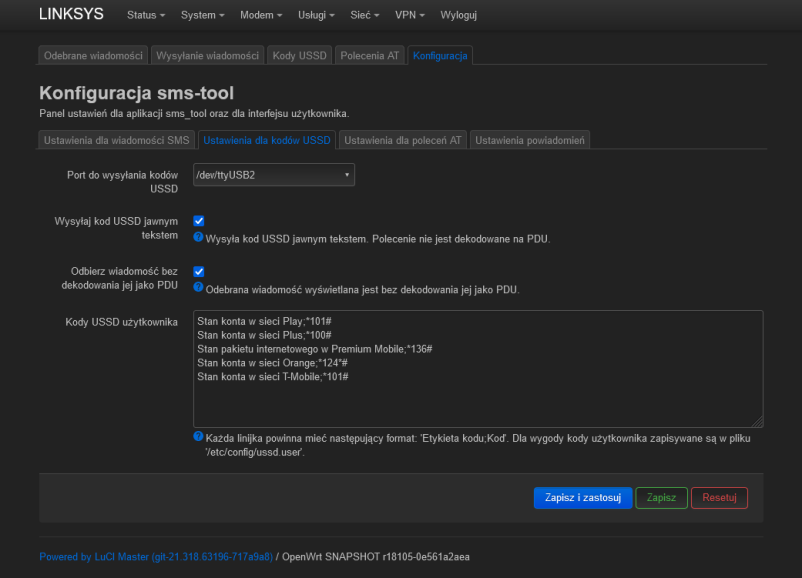 LINKSYS Status System Modem Usługi Sieć VPN Wyloguj
Odebrane wiadomości Wysyłanie wiadomości Kody USSD Polecenia AT Konfiguracja
Konfiguracja sms-tool
Panel ustawień dla aplikacji sms_tool oraz dla interfejsu użytkownika.
Ustawienia dla wiadomości SMS Ustawienia dla kodów USSD Ustawienia dla poleceń AT Ustawienia powiadomień
Port do wysyłania kodów
USSD
/dev/ttyUSB2
Wysyłaj kod USSD jawnym
tekstem
Wysyła kod USSD jawnym tekstem. Polecenie nie jest dekodowane na PDU.
Odbierz wiadomość bez
dekodowania jej jako PDU
Odebrana wiadomość wyświetlana jest bez dekodowania jej jako PDU.
Kody USSD użytkownika
Stan konta w sieci Play;*101#
Stan konta w sieci Plus;*100#
Stan pakietu internetowego w Premium Mobile;*136#
Stan konta w sieci Orange;*124*#
Stan konta w sieci T-Mobile;*101#
Każda linijka powinna mieć następujący format: 'Etykieta kodu;Kod'. Dla wygody kody użytkownika zapisywane są w pliku
'/etc/config/ussd.user'.
Zapisz i zastosuj Zapisz Resetuj
Powered by LuCI Master (git-21.318.63196-717a9a8) / OpenWrt SNAPSHOT r18105-0e561a2aea